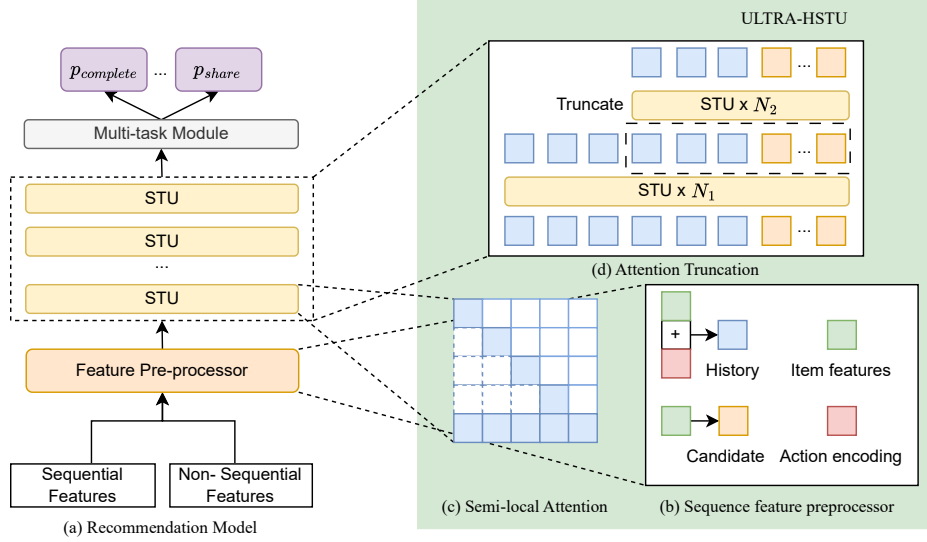 ULTRA-HSTU
p_complete ... p_share
Multi-task Module
STU
STU
...
STU
Feature Pre-processor
Sequential
Features
Non- Sequential
Features
(a) Recommendation Model
...
Truncate
STU x N_2
...
STU x N_1
...
(d) Attention Truncation
(c) Semi-local Attention
+
History
Item features
Candidate
Action encoding
(b) Sequence feature preprocessor